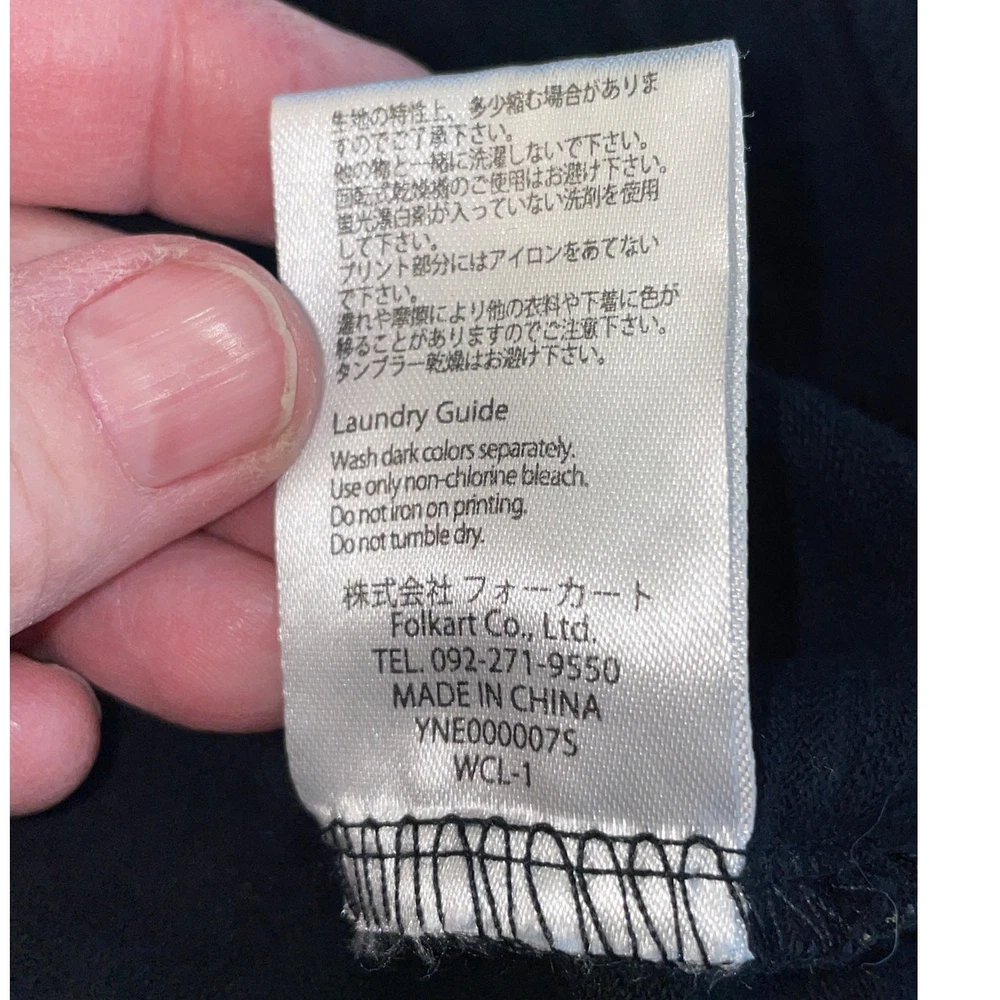 生地の特性上、多少縮む場合がありま
すのでご了承下さい。
他の物と一緒に洗濯しないで下さい。
回転式乾燥機のご使用はお避け下さい。
蛍光漂白剤が入っていない洗剤を使用
して下さい。
プリント部分にはアイロンをあてない
で下さい。
濡れや摩擦により他の衣料や下着に色が
移ることがありますのでご注意下さい。
タンブラー乾燥はお避け下さい。
Laundry Guide
Wash dark colors separately.
Use only non-chlorine bleach.
Do not iron on printing.
Do not tumble dry.
株式会社 フォーカート
Folkart Co., Ltd.
TEL. 092-271-9550
MADE IN CHINA
YNE000007S
WCL-1